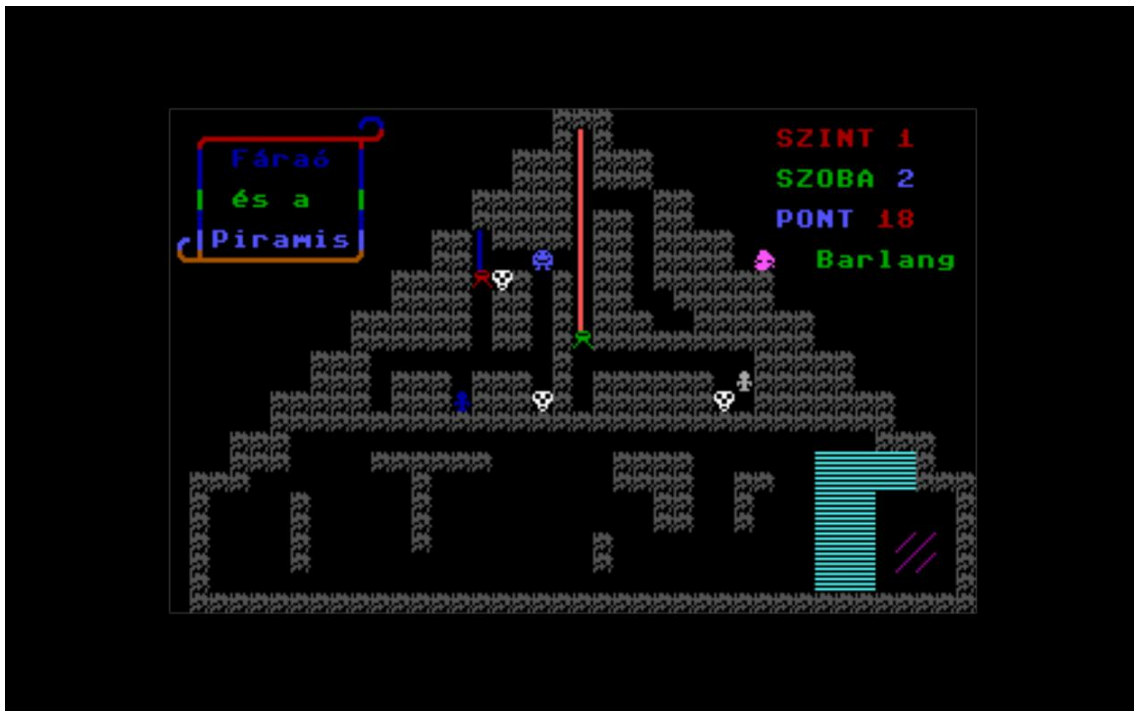 Fáraó
és a
Piramis
SZINT 1
SZOBA 2
PONT 18
Barlang